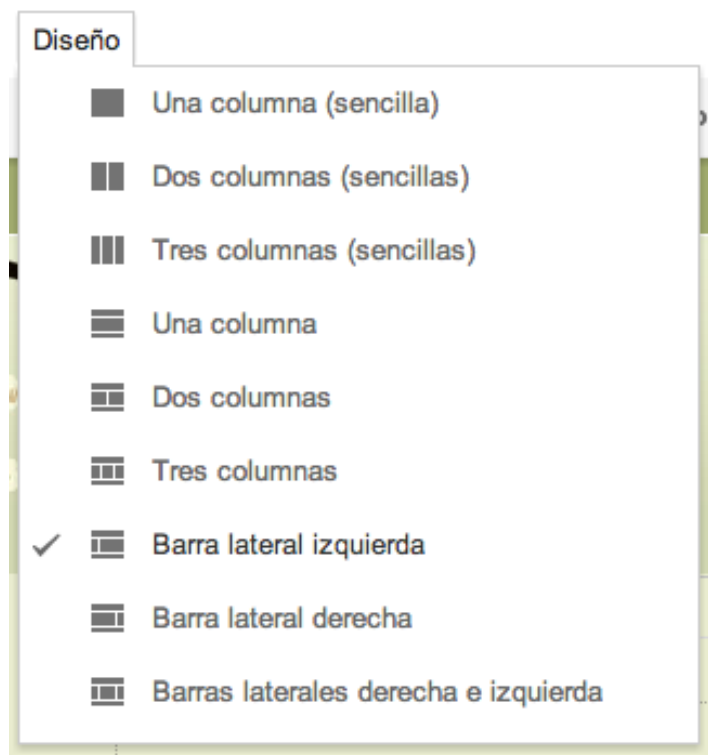 Diseño
Una columna (sencilla)
Dos columnas (sencillas)
Tres columnas (sencillas)
Una columna
Dos columnas
Tres columnas
Barra lateral izquierda
Barra lateral derecha
Barras laterales derecha e izquierda